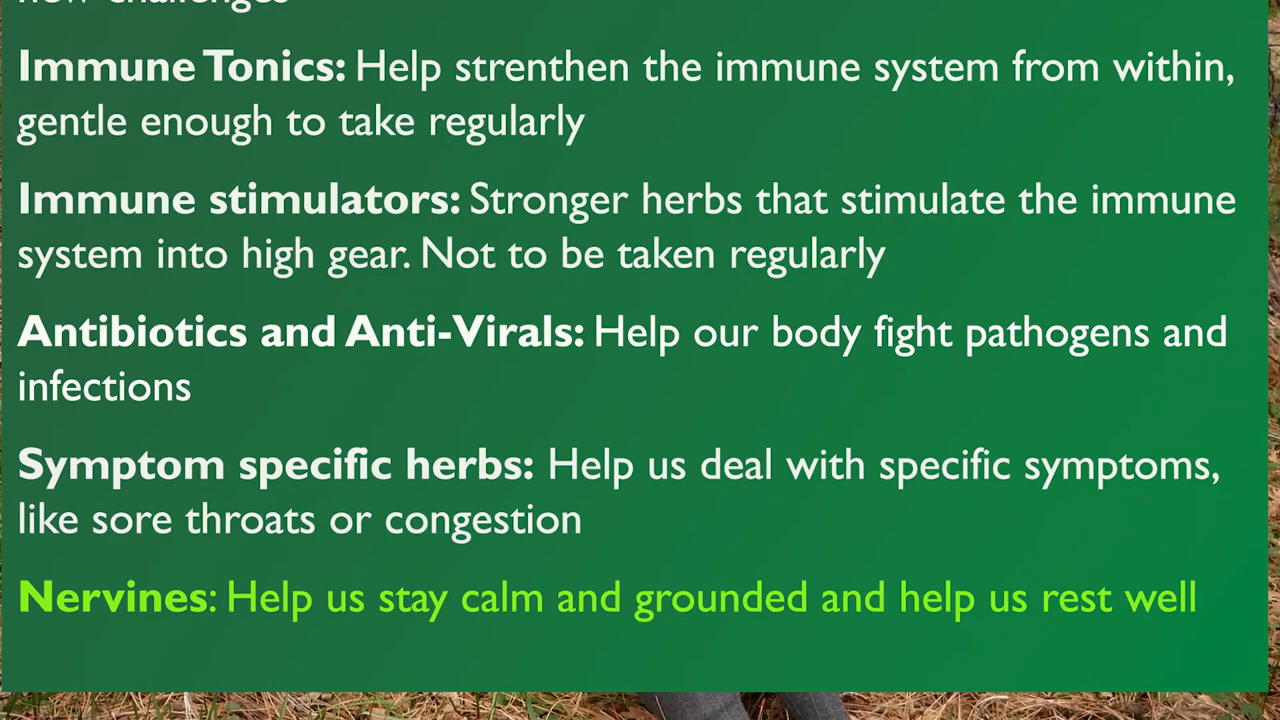 new challenges
Immune Tonics: Help strenthen the immune system from within,
gentle enough to take regularly
Immune stimulators: Stronger herbs that stimulate the immune
system into high gear. Not to be taken regularly
Antibiotics and Anti-Virals: Help our body fight pathogens and
infections
Symptom specific herbs: Help us deal with specific symptoms,
like sore throats or congestion
Nervines: Help us stay calm and grounded and help us rest well